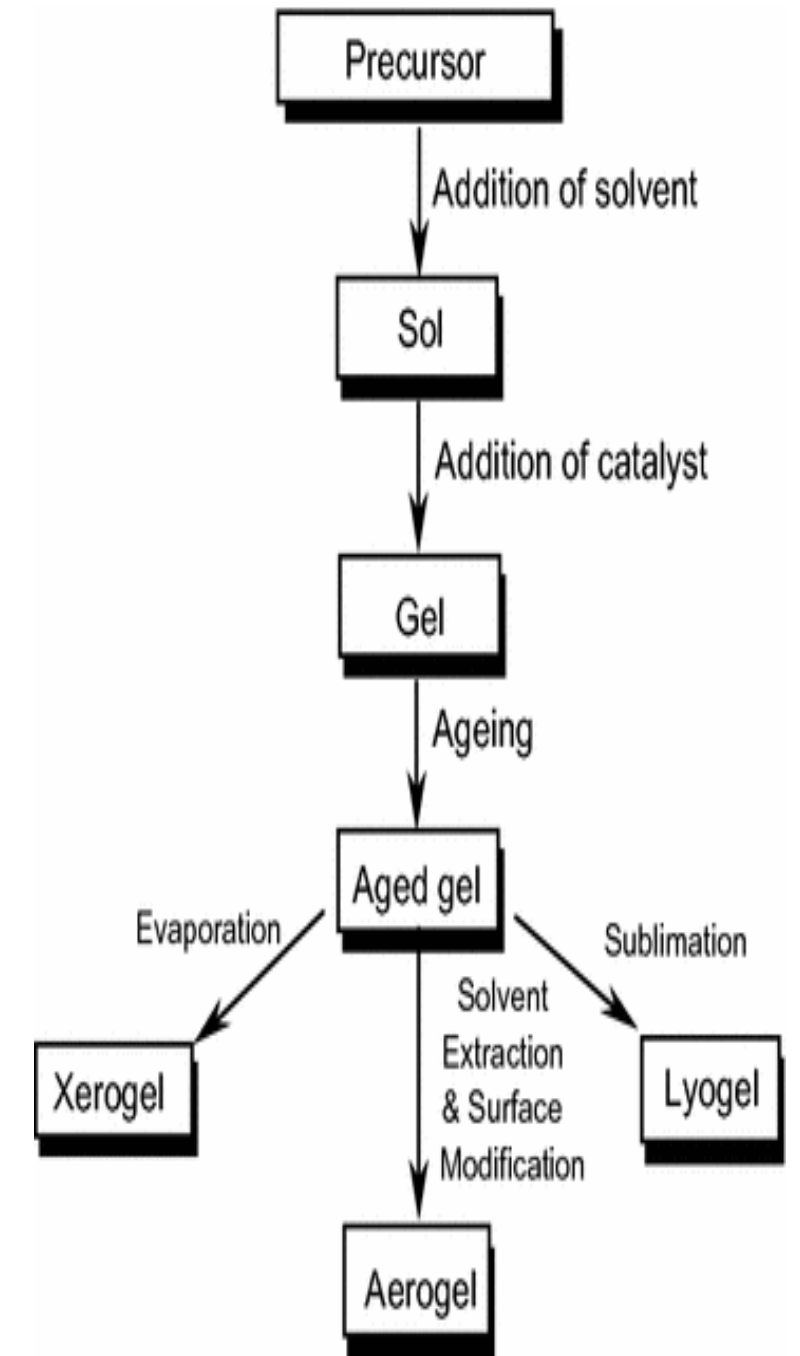 Precursor
Addition of solvent
Sol
Addition of catalyst
Gel
Ageing
Aged gel
Evaporation
Sublimation
Solvent
Extraction
& Surface
Modification
Xerogel
Lyogel
Aerogel